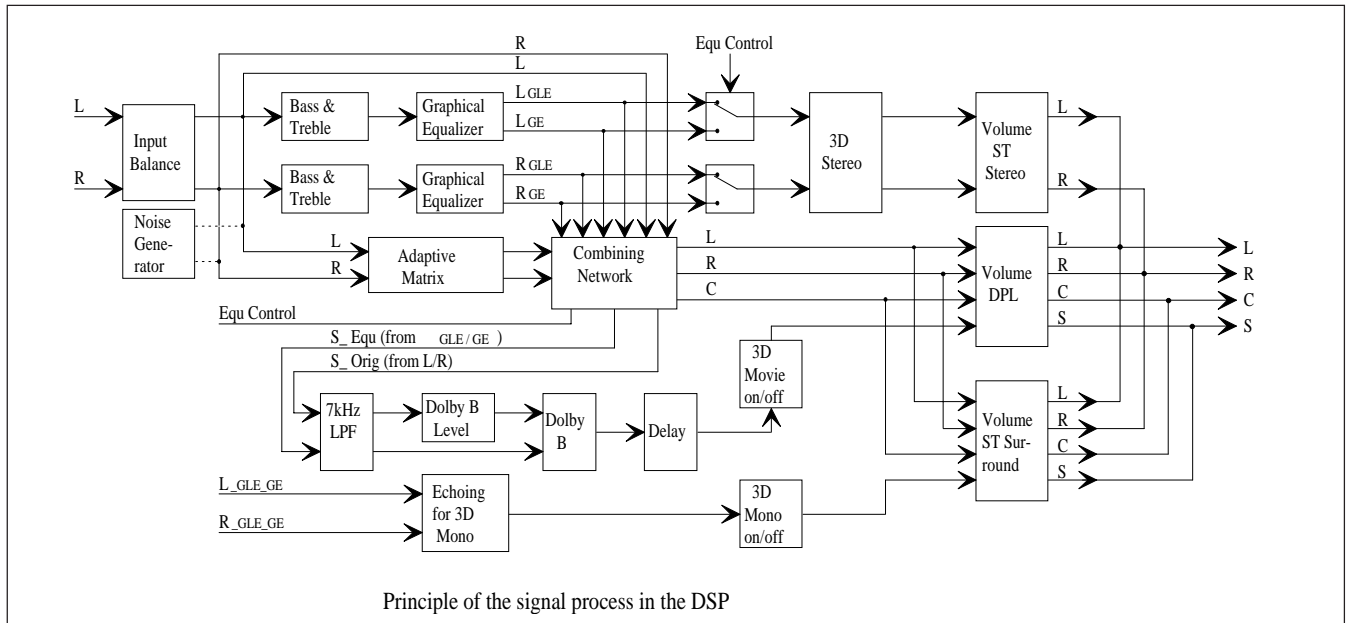 R
L
Equ Control
L
R
Input
Balance
Bass &
Treble
Graphical
Equalizer
L GLE
L GE
Bass &
Treble
Graphical
Equalizer
R GLE
R GE
3D
Stereo
Volume
ST
Stereo
L
R
Noise
Gene-
rator
L
R
Adaptive
Matrix
Combining
Network
L
R
C
Volume
DPL
L
R
C
S
L
R
C
S
Equ Control
S_ Equ (from GLE / GE )
S_ Orig (from L/R)
7kHz
LPF
Dolby B
Level
Dolby
B
Delay
3D
Movie
on/off
Volume
ST Sur-
round
L
R
C
S
L_GLE_GE
R_GLE_GE
Echoing
for 3D
Mono
3D
Mono
on/off
Principle of the signal process in the DSP